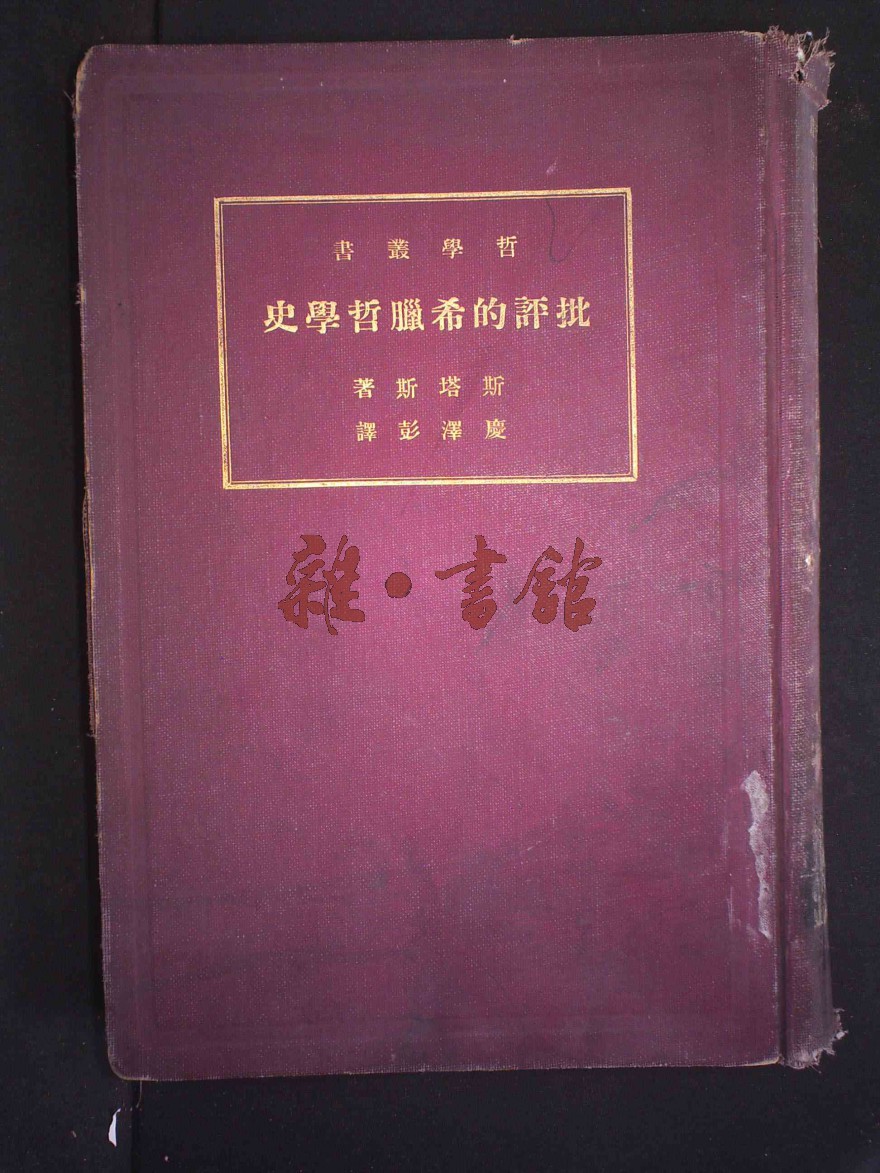 哲學叢書
批評的希臘哲學史
斯塔斯著
慶澤彭譯
雜·書館